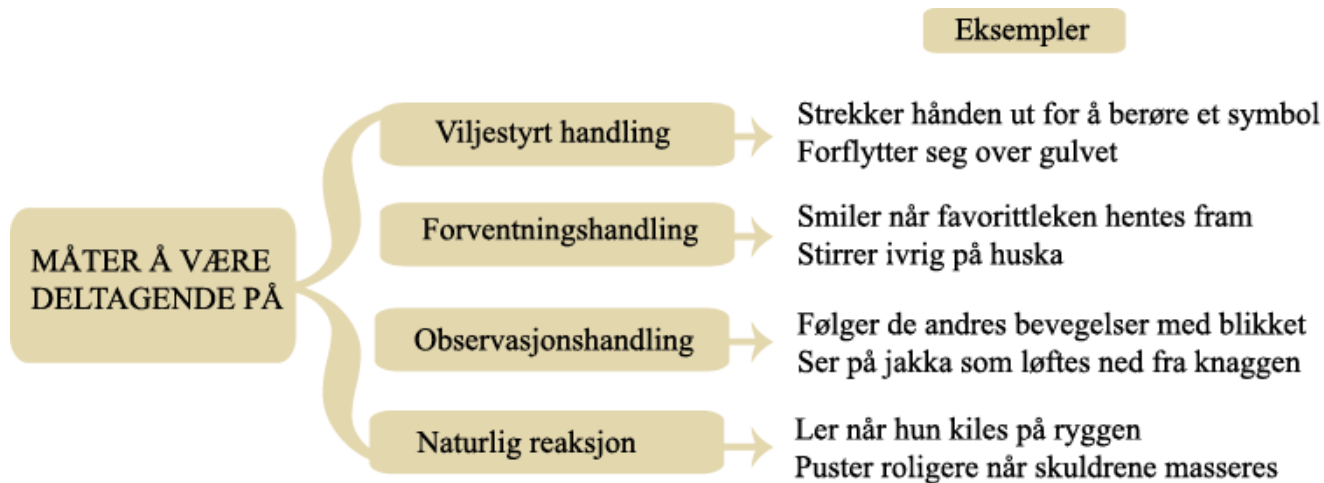 Eksempler
MÅTER Å VÆRE
DELTAGENDE PÅ
Viljestyrt handling
Strekker hånden ut for å berøre et symbol
Forflytter seg over gulvet
Forventningshandling
Smiler når favorittleken hentes fram
Stirrer ivrig på huska
Observasjonshandling
Følger de andres bevegelser med blikket
Ser på jakka som løftes ned fra knaggen
Naturlig reaksjon
Ler når hun kiles på ryggen
Puster roligere når skuldrene masseres